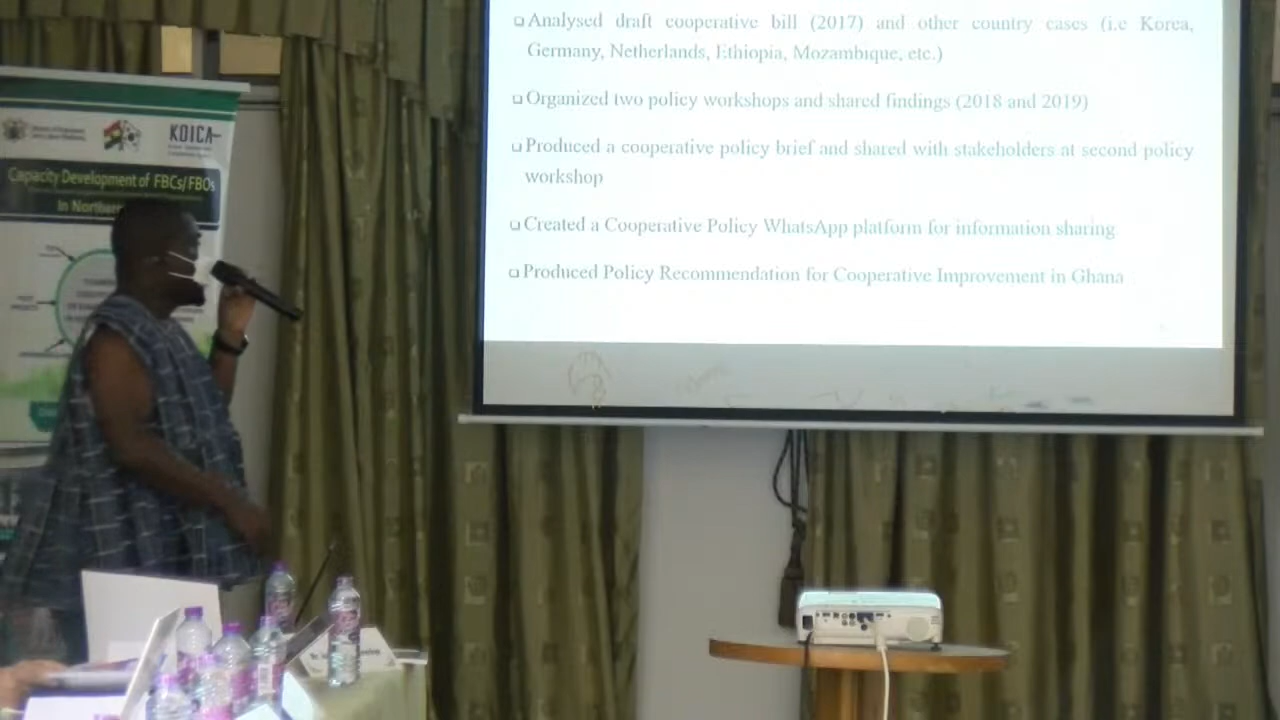 KOICA
Capacity Development of FBCs/FBOs
In Northern
Analysed draft cooperative bill (2017) and other country cases (i.e Korea,
Germany, Netherlands, Ethiopia, Mozambique, etc.)
Organized two policy workshops and shared findings (2018 and 2019)
Produced a cooperative policy brief and shared with stakeholders at second policy
workshop
Created a Cooperative Policy WhatsApp platform for information sharing
Produced Policy Recommendation for Cooperative Improvement in Ghana